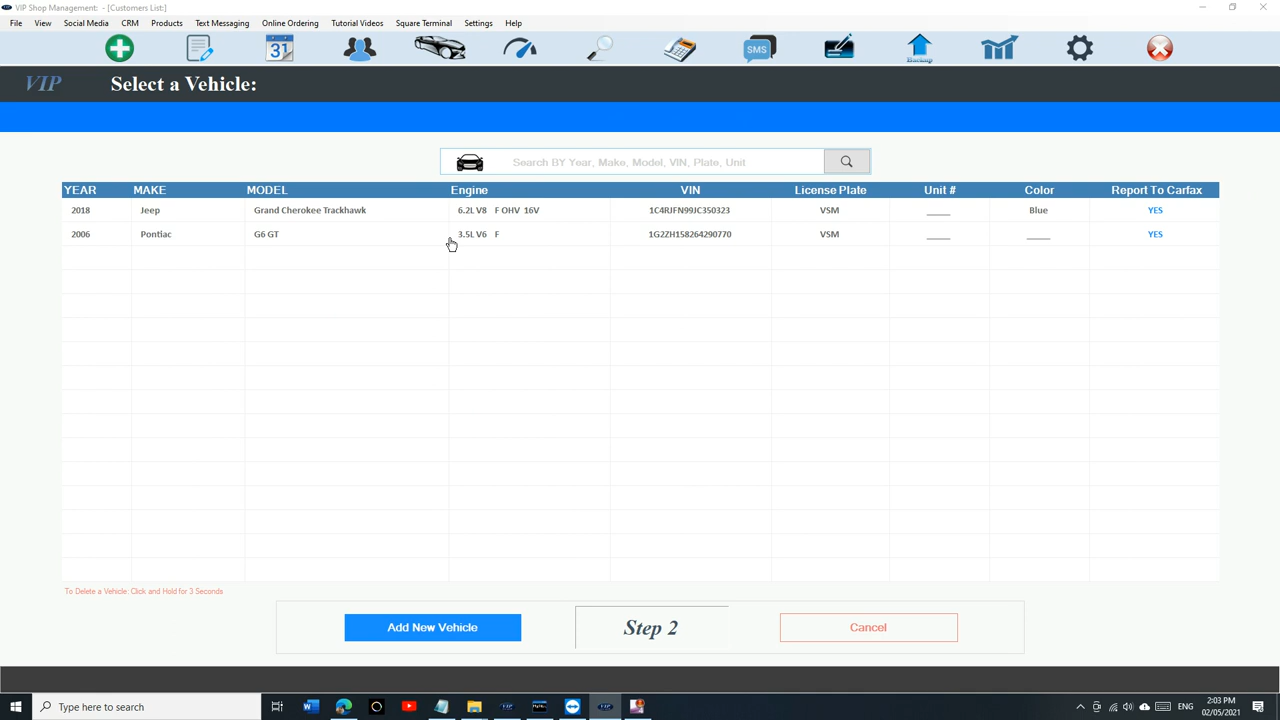 VIP Shop Management:  - [Customers List:]
File View Social Media CRM Products Text Messaging Online Ordering Tutorial Videos Square Terminal Settings Help
31 SMS Backup
VIP Select a Vehicle:
Search BY Year, Make, Model, VIN, Plate, Unit
YEAR MAKE MODEL Engine VIN License Plate Unit # Color Report To Carfax
2018 Jeep Grand Cherokee Trackhawk 6.2L V8 F OHV 16V 1C4RJFN99JC350323 VSM _____ Blue YES
2006 Pontiac G6 GT 3.5L V6 F 1G2ZH158264290770 VSM _____ _____ YES
To Delete a Vehicle: Click and Hold for 3 Seconds
Add New Vehicle Step 2 Cancel
Type here to search
ENG 2:03 PM
02/05/2021